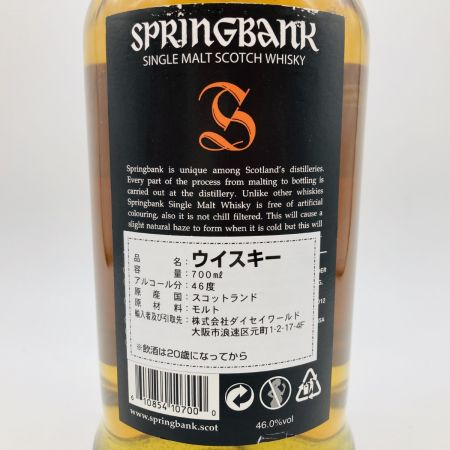 SPRINGBANK
SINGLE MALT SCOTCH WHISKY
S
Springbank is unique among Scotland's distilleries.
Every part of the process from malting to bottling is
carried out at the distillery. Unlike other whiskies
Springbank Single Malt Whisky is free of artificial
colouring, also it is not chill filtered. This will cause a
slight natural haze to form when it is cold but this will
品名：ウイスキー
容量：700㎖
アルコール分：46度
原産国：スコットランド
原材料：モルト
輸入者及び引取先：株式会社ダイセイワールド
大阪市浪速区元町1-2-17-4F
※飲酒は20歳になってから
6 10854 10700 0
www.springbank.scot
46.0%vol